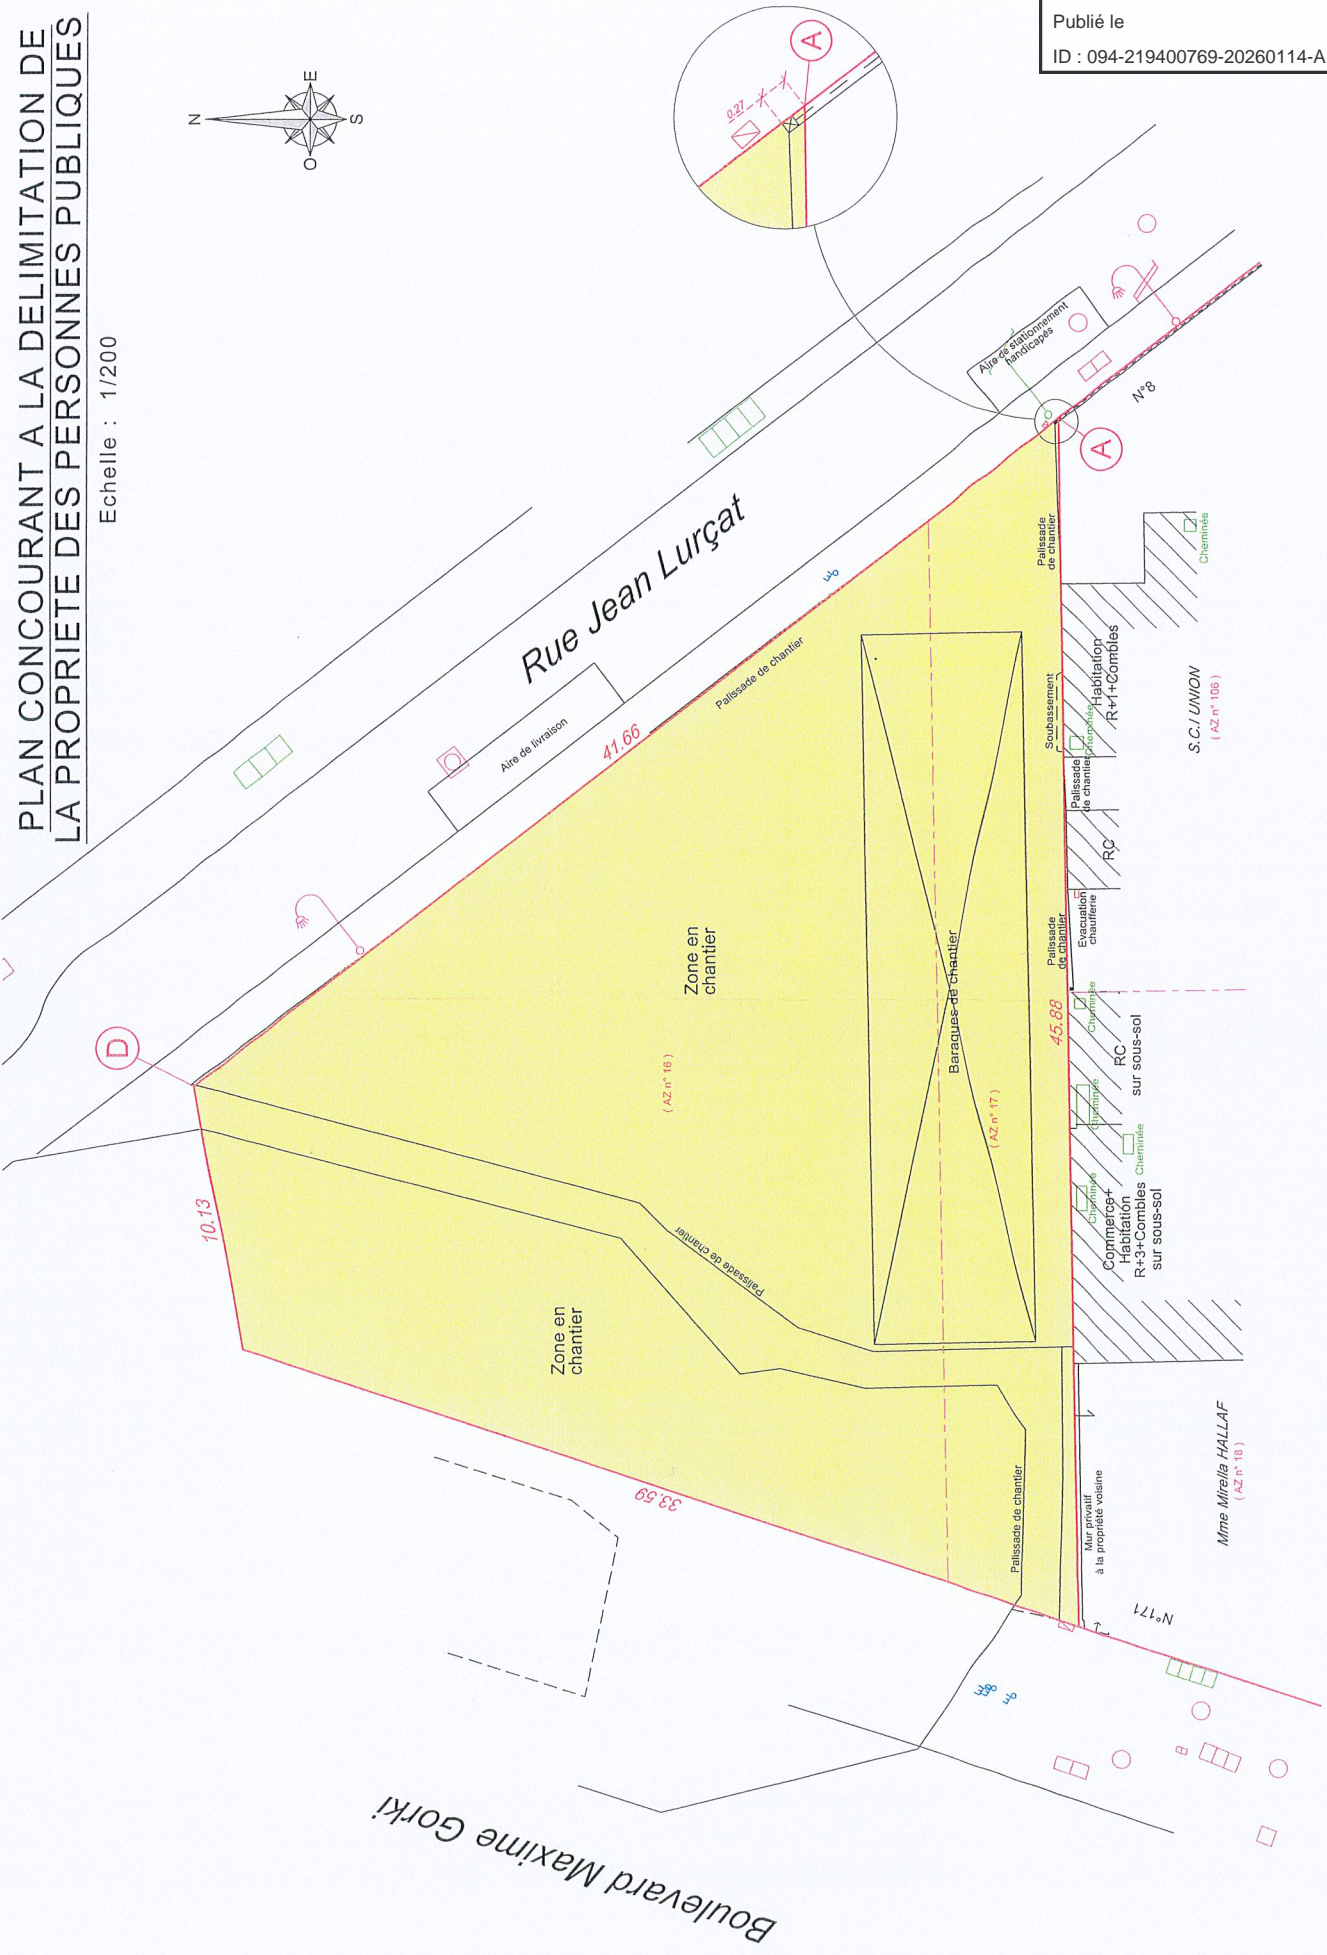 Publié le
ID : 094-219400769-20260114-A
PLAN CONCOURANT A LA DELIMITATION DE
LA PROPRIETE DES PERSONNES PUBLIQUES
Echelle : 1/200
N
E
S
O
0.27
A
Aire de stationnement
handicapés
N°8
A
Rue Jean Lurçat
Aire de livraison
41.66
Palissade de chantier
Palissade
de chantier
Cheminée
Habitation
R+1+Combles
Soubassement
Cheminée
S.C.I UNION
( AZ n° 106 )
Palissade
de chantier
RC
Palissade
de chantier
Evacuation
chaufferie
Zone en
chantier
Baraques de chantier
( AZ n° 16 )
( AZ n° 17 )
45.88
Cheminée
RC
sur sous-sol
Cheminée
Cheminée
Cheminée
Commerce+
Habitation
R+3+Combles
sur sous-sol
D
10.13
Palissade de chantier
Zone en
chantier
33.59
Palissade de chantier
Mur privatif
à la propriété voisine
Mme Mirella HALLAF
( AZ n° 18 )
N°171
Boulevard Maxime Gorki